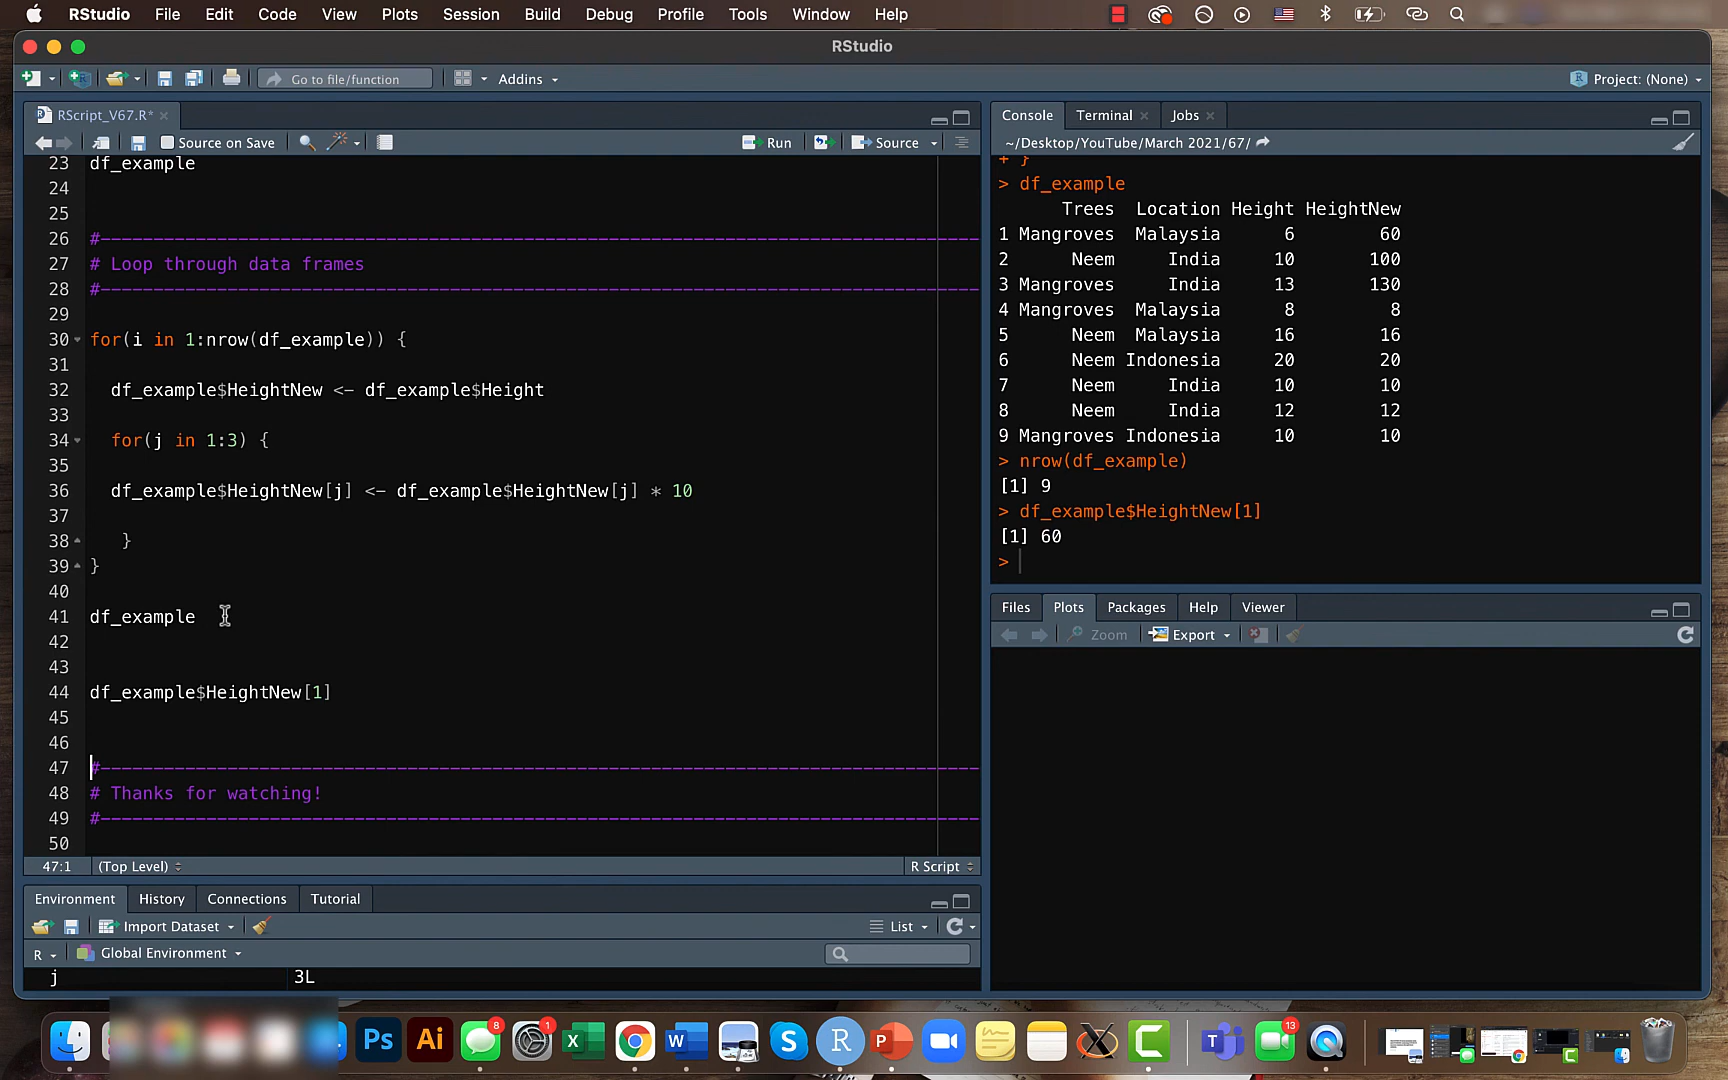 RStudio File Edit Code View Plots Session Build Debug Profile Tools Window Help
RStudio
Go to file/function Addins Project: (None)
RScript_V67.R*
Source on Save Run Source
23 df_example
24
25
26 #--------------------------------------------------------------------------------
27 # Loop through data frames
28 #--------------------------------------------------------------------------------
29
30 for(i in 1:nrow(df_example)) {
31
32 df_example$HeightNew <- df_example$Height
33
34 for(j in 1:3) {
35
36 df_example$HeightNew[j] <- df_example$HeightNew[j] * 10
37
38 }
39 }
40
41 df_example
42
43
44 df_example$HeightNew[1]
45
46
47 #--------------------------------------------------------------------------------
48 # Thanks for watching!
49 #--------------------------------------------------------------------------------
50
47:1 (Top Level) R Script
Environment History Connections Tutorial
Import Dataset List
R Global Environment
j 3L
Console Terminal Jobs
~/Desktop/YouTube/March 2021/67/
+ }
> df_example
Trees Location Height HeightNew
1 Mangroves Malaysia 6 60
2 Neem India 10 100
3 Mangroves India 13 130
4 Mangroves Malaysia 8 8
5 Neem Malaysia 16 16
6 Neem Indonesia 20 20
7 Neem India 10 10
8 Neem India 12 12
9 Mangroves Indonesia 10 10
> nrow(df_example)
[1] 9
> df_example$HeightNew[1]
[1] 60
>
Files Plots Packages Help Viewer
Zoom Export
Ps Ai 8 1 X W S R P X C T 13